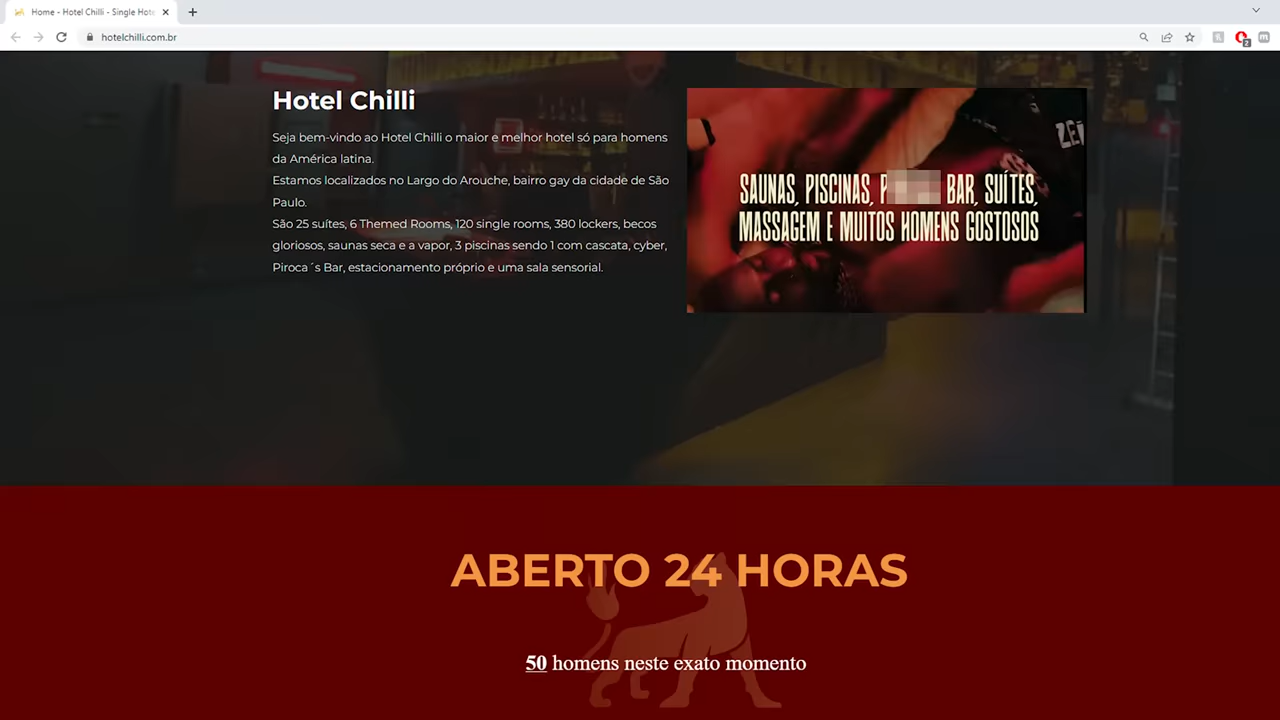 Home - Hotel Chilli - Single Hote
hotelchilli.com.br
2
Hotel Chilli
Seja bem-vindo ao Hotel Chilli o maior e melhor hotel só para homens
da América latina.
Estamos localizados no Largo do Arouche, bairro gay da cidade de São
Paulo.
São 25 suítes, 6 Themed Rooms, 120 single rooms, 380 lockers, becos
gloriosos, saunas seca e a vapor, 3 piscinas sendo 1 com cascata, cyber,
Piroca´s Bar, estacionamento próprio e uma sala sensorial.
SAUNAS, PISCINAS, P BAR, SUÍTES,
MASSAGEM E MUITOS HOMENS GOSTOSOS
ABERTO 24 HORAS
50 homens neste exato momento